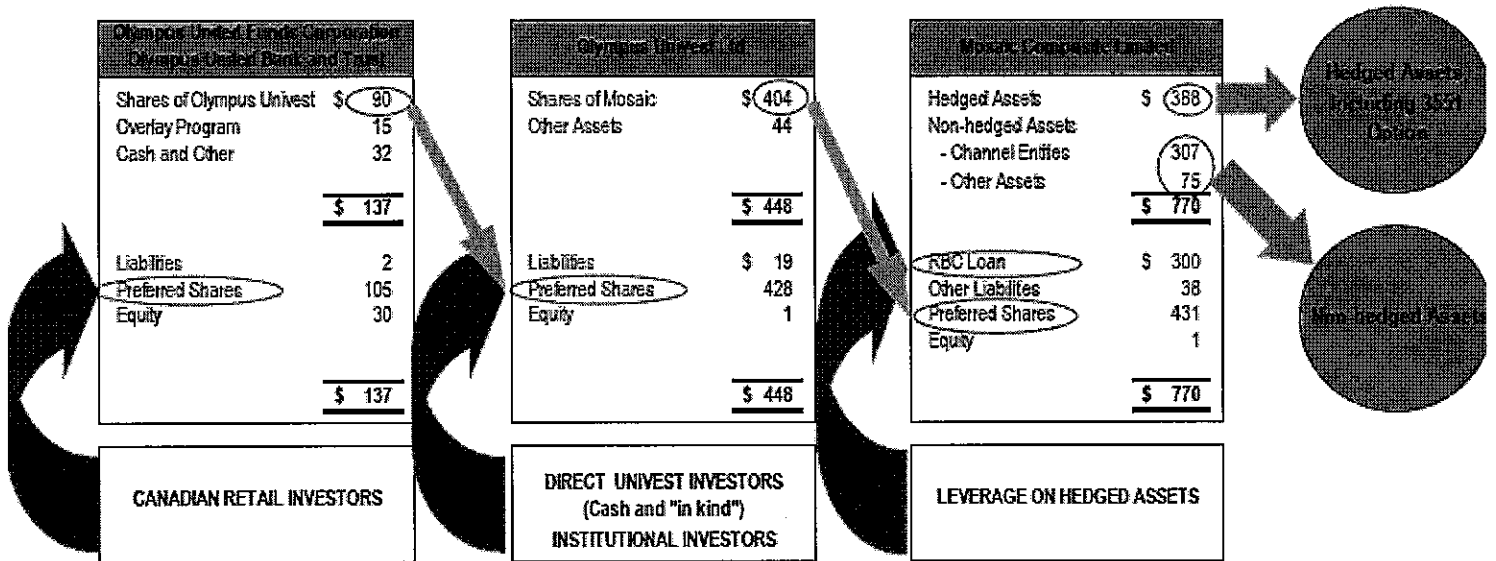 Olympus United Funds Corporation
Olympus United Bank and Trust
Shares of Olympus Univest $ 90
Overlay Program 15
Cash and Other 32
$ 137
Liabilities 2
Preferred Shares 105
Equity 30
$ 137
CANADIAN RETAIL INVESTORS
Olympus Univest Ltd
Shares of Mosaic $ 404
Other Assets 44
$ 448
Liabilities $ 19
Preferred Shares 428
Equity 1
$ 448
DIRECT UNIVEST INVESTORS
(Cash and "in kind")
INSTITUTIONAL INVESTORS
Mosaic Composite Limited
Hedged Assets $ 388
Non-hedged Assets
- Channel Entities 307
- Other Assets 75
$ 770
RBC Loan $ 300
Other Liabilites 38
Preferred Shares 431
Equity 1
$ 770
LEVERAGE ON HEDGED ASSETS
Hedged Assets
Including 3551
Option
Non-hedged Assets